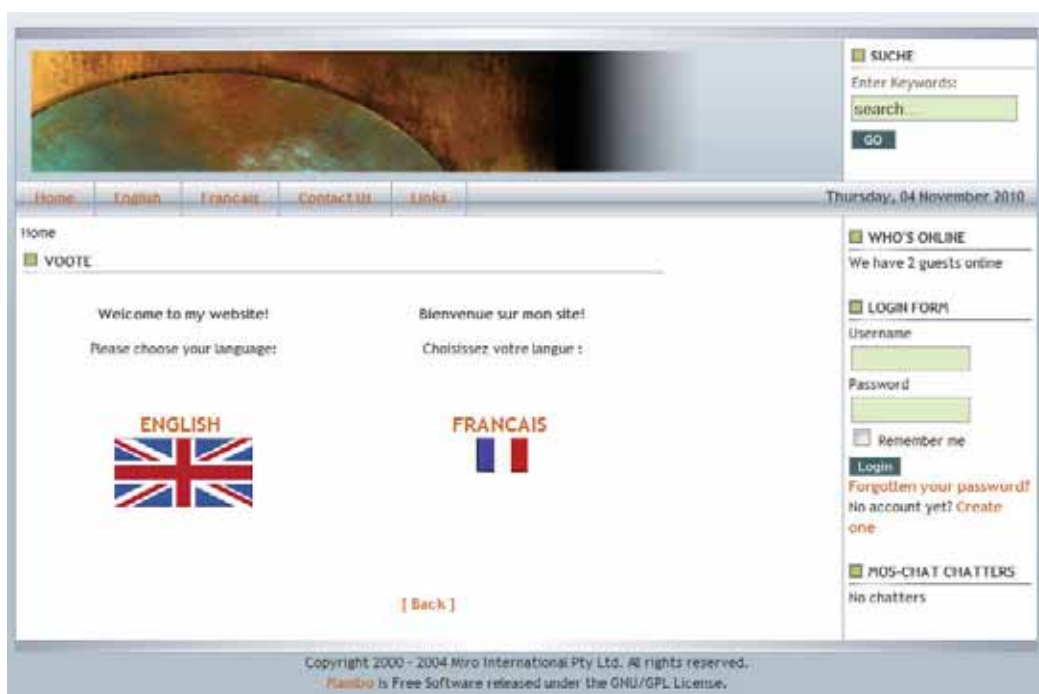 SUCHE
Enter Keywords:
search...
GO
Home English Francais Contact Us Links
Thursday, 04 November 2010
Home
VOOTE
Welcome to my website!
Please choose your language:
ENGLISH
Bienvenue sur mon site!
Choisissez votre langue :
FRANCAIS
[ Back ]
WHO'S ONLINE
We have 2 guests online
LOGIN FORM
Username
Password
Remember me
Login
Forgotten your password?
No account yet? Create
one
MOS-CHAT CHATTERS
No chatters
Copyright 2000 - 2004 Miro International Pty Ltd. All rights reserved.
Mambo is Free Software released under the GNU/GPL License.